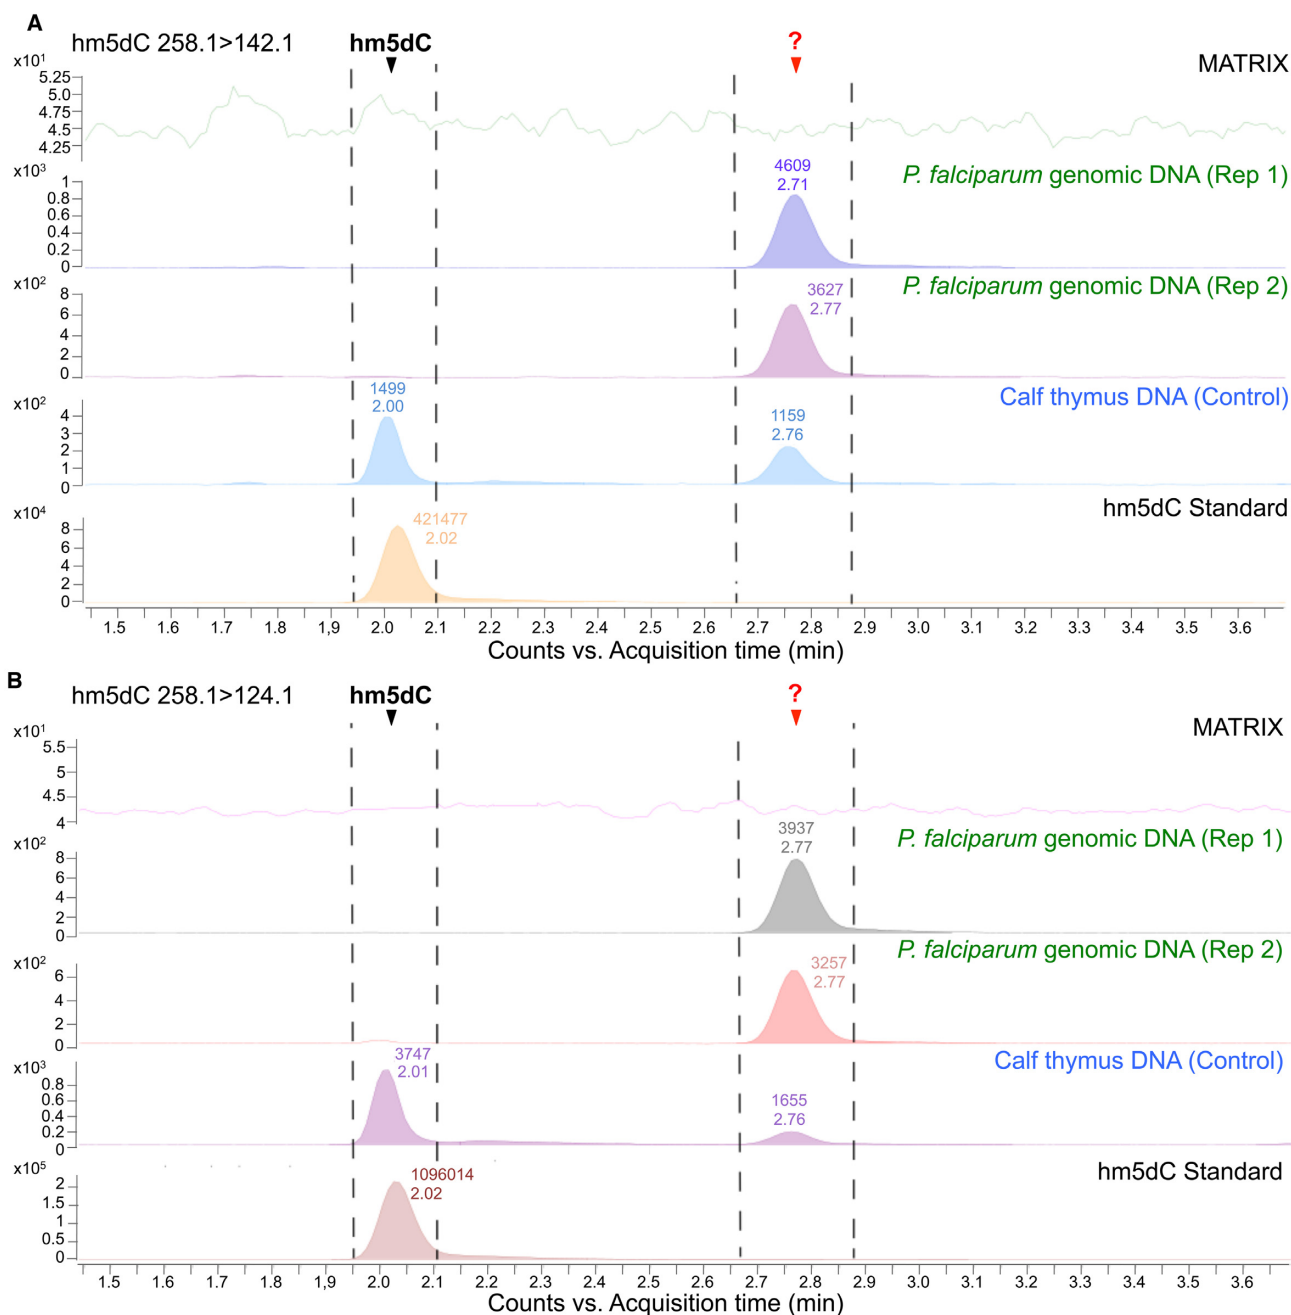 A
hm5dC 258.1>142.1
hm5dC
?
MATRIX
x10¹
5.25
5.0
4.75
4.5
4.25
x10³
P. falciparum genomic DNA (Rep 1)
4609
2.71
1
0.8
0.6
0.4
0.2
0
x10²
P. falciparum genomic DNA (Rep 2)
3627
2.77
8
6
4
2
0
Calf thymus DNA (Control)
x10²
1499
2.00
1159
2.76
4
3
2
1
0
hm5dC Standard
x10⁴
421477
2.02
8
6
4
2
0
1.5 1.6 1.7 1.8 1,9 2.0 2.1 2.2 2.3 2.4 2.5 2.6 2.7 2.8 2.9 3.0 3.1 3.2 3.3 3.4 3.5 3.6
Counts vs. Acquisition time (min)
B
hm5dC 258.1>124.1
hm5dC
?
MATRIX
x10¹
5.5
5
4.5
4
x10²
3937
2.77
P. falciparum genomic DNA (Rep 1)
8
6
4
2
0
x10²
P. falciparum genomic DNA (Rep 2)
3257
2.77
6
4
2
0
x10³
3747
2.01
Calf thymus DNA (Control)
1655
2.76
0.8
0.6
0.4
0.2
0
x10⁵
hm5dC Standard
1096014
2.02
2
1.5
1
0.5
0
1.5 1.6 1.7 1.8 1,9 2.0 2.1 2.2 2.3 2.4 2.5 2.6 2.7 2.8 2.9 3.0 3.1 3.2 3.3 3.4 3.5 3.6
Counts vs. Acquisition time (min)